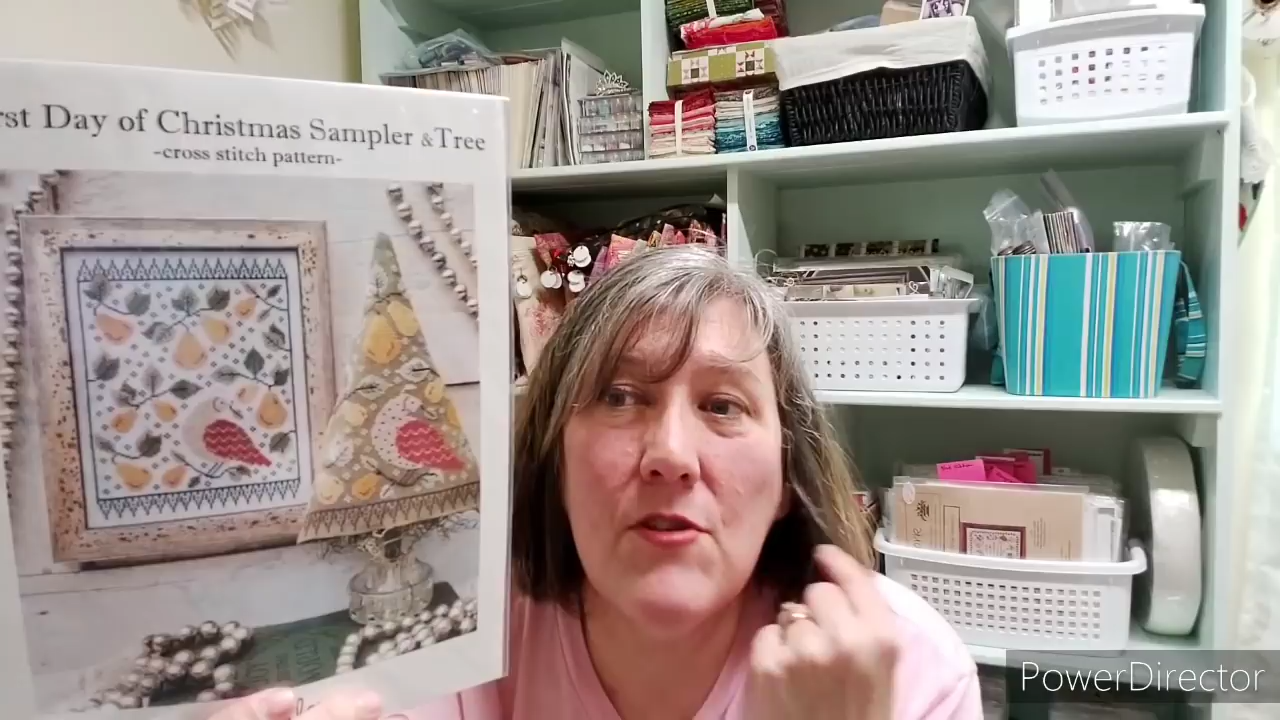 rst Day of Christmas Sampler & Tree
-cross stitch pattern-
PowerDirector